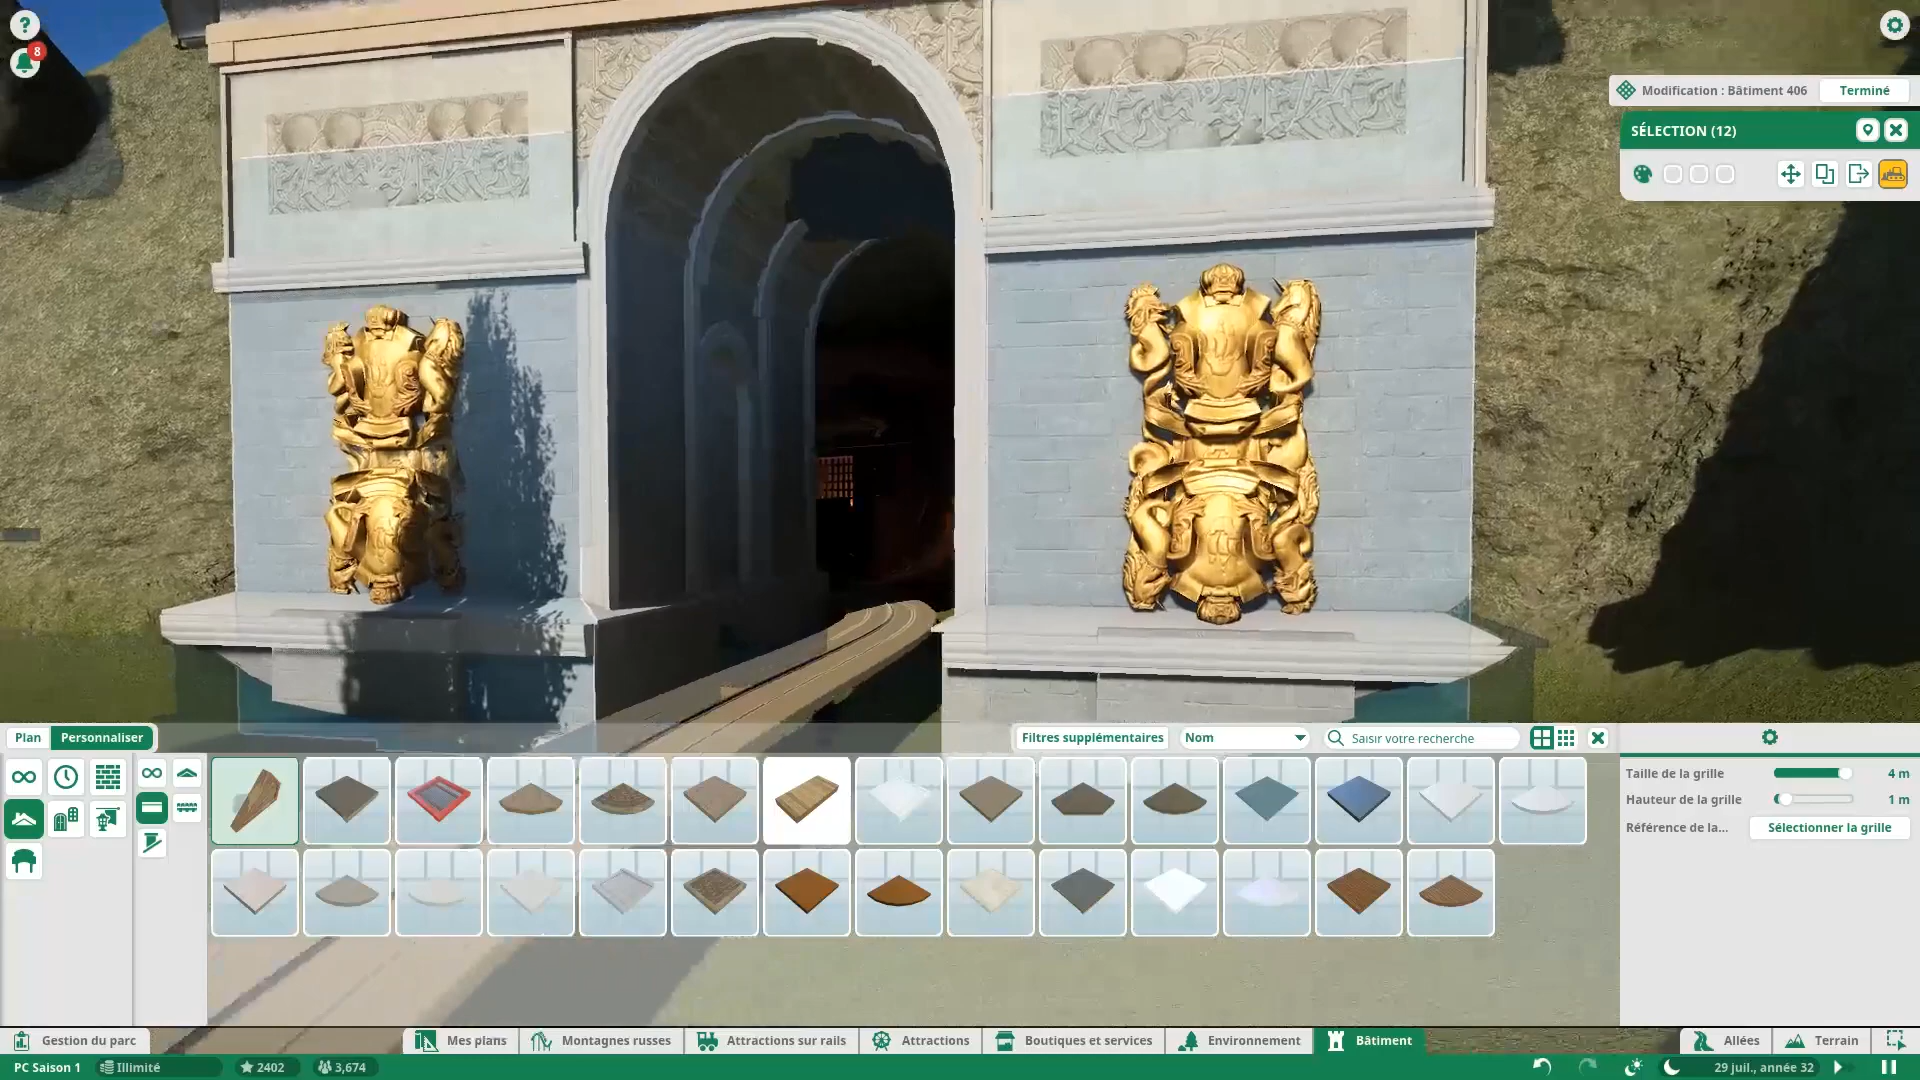 ?
8
Modification : Bâtiment 406
Terminé
SÉLECTION (12)
Plan
Personnaliser
Filtres supplémentaires
Nom
Saisir votre recherche
Taille de la grille
4 m
Hauteur de la grille
1 m
Référence de la...
Sélectionner la grille
Gestion du parc
Mes plans
Montagnes russes
Attractions sur rails
Attractions
Boutiques et services
Environnement
Bâtiment
Allées
Terrain
PC Saison 1
Illimité
2402
3,674
29 juil., année 32